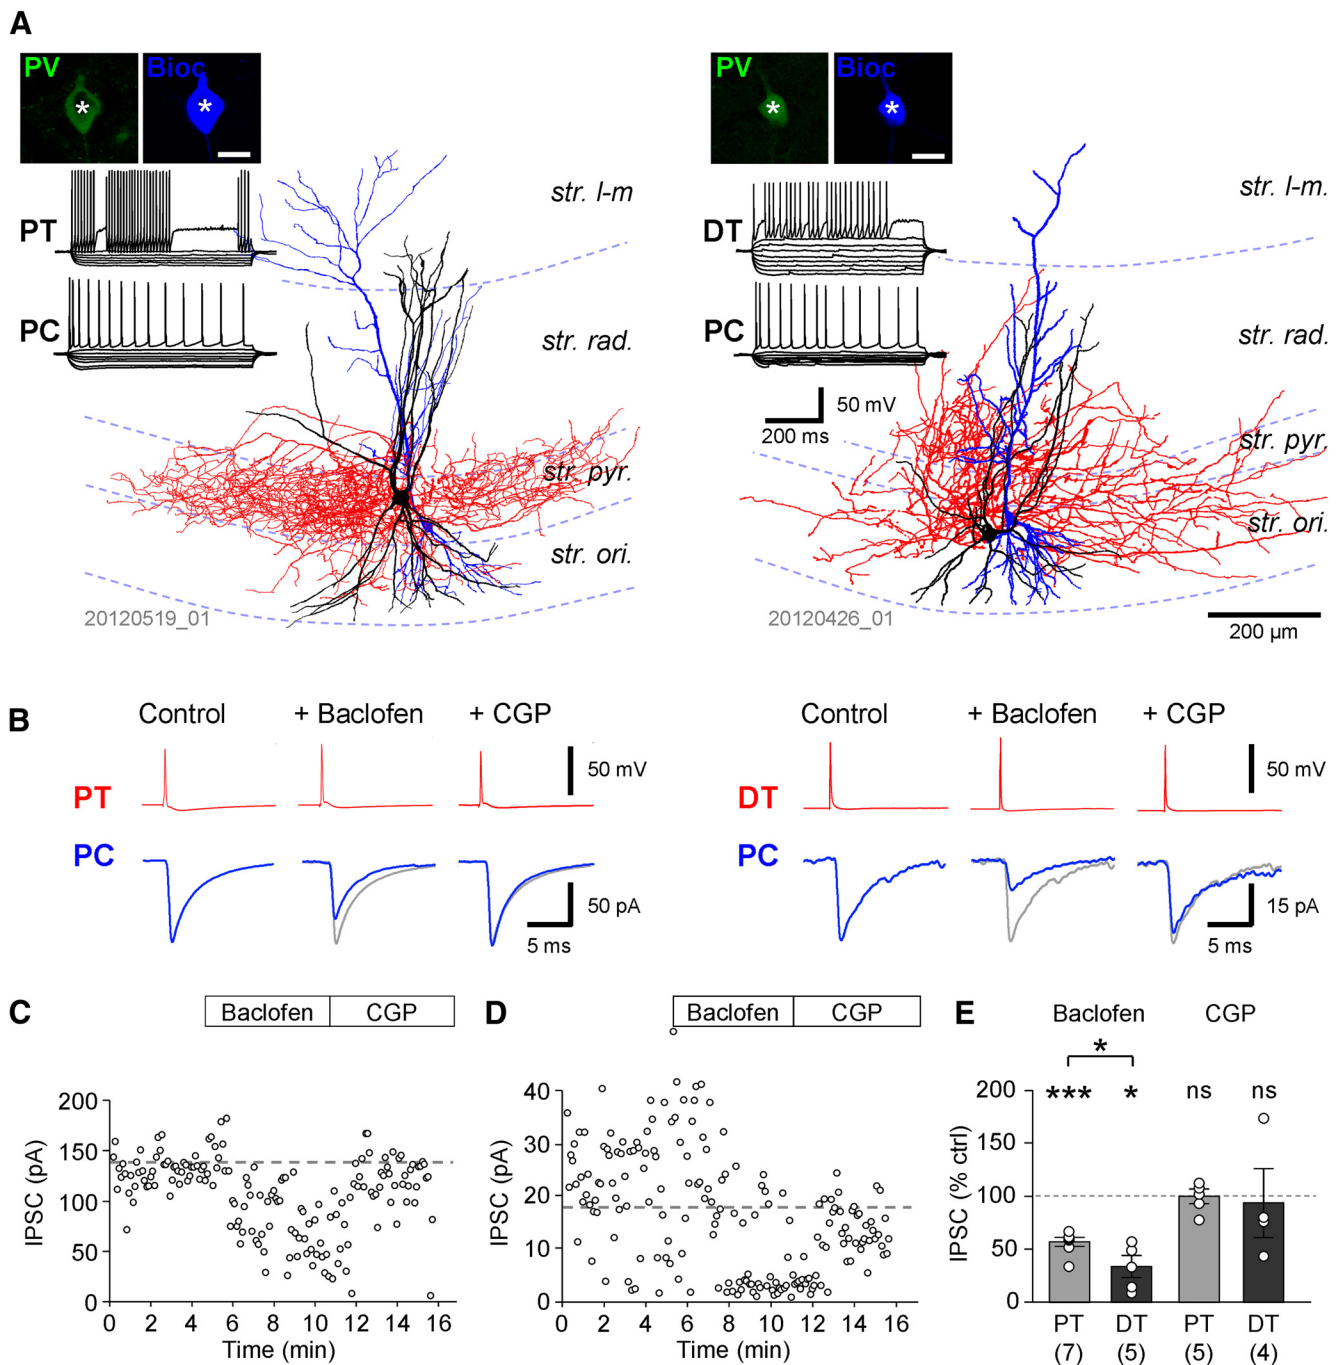 A
PV Bioc
PV Bioc
*
*
*
*
str. l-m
str. l-m.
PT
DT
PC
PC
str. rad.
str. rad.
50 mV
200 ms
str. pyr.
str. pyr.
str. ori.
str. ori.
20120519_01
20120426_01
200 µm
B
Control + Baclofen + CGP
Control + Baclofen + CGP
PT 50 mV
DT 50 mV
PC 50 pA
5 ms
PC 15 pA
5 ms
C
Baclofen CGP
IPSC (pA)
200
150
100
50
0
0 2 4 6 8 10 12 14 16
Time (min)
D
Baclofen CGP
IPSC (pA)
40
30
20
10
0
0 2 4 6 8 10 12 14 16
Time (min)
E
Baclofen CGP
*
*** * ns ns
IPSC (% ctrl)
200
150
100
50
0
PT DT PT DT
(7) (5) (5) (4)